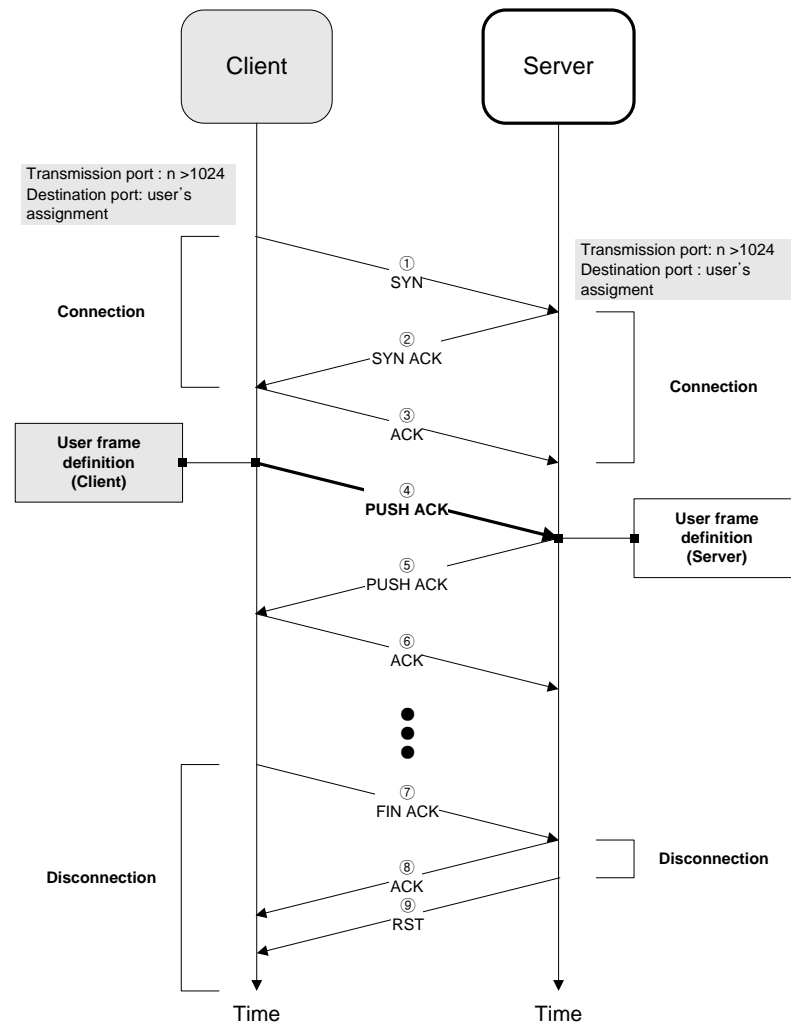 Client
Server
Transmission port : n >1024
Destination port: user's
assignment
Transmission port: n >1024
Destination port : user's
assigment
①
SYN
Connection
②
SYN ACK
Connection
③
ACK
User frame
definition
(Client)
④
PUSH ACK
User frame
definition
(Server)
⑤
PUSH ACK
⑥
ACK
⑦
FIN ACK
Disconnection
⑧
ACK
Disconnection
⑨
RST
Time
Time